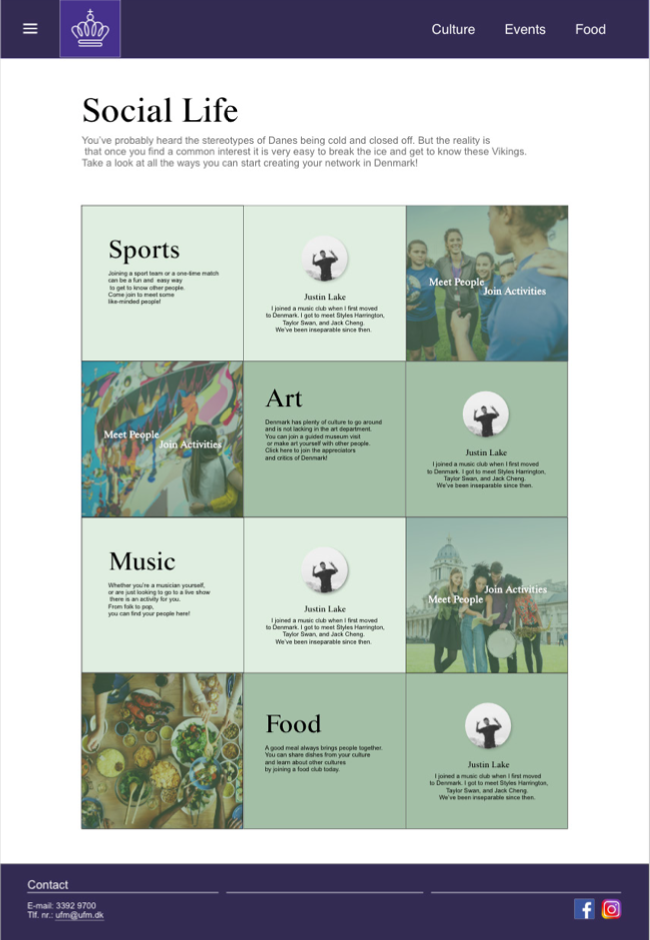 Culture Events Food
Social Life
You've probably heard the stereotypes of Danes being cold and closed off. But the reality is
that once you find a common interest it is very easy to break the ice and get to know these Vikings.
Take a look at all the ways you can start creating your network in Denmark!
Sports
Joining a sport team or a one-time match
can be a fun and easy way
to get to know other people.
Come join to meet some
like-minded people!
Justin Lake
I joined a music club when I first moved
to Denmark. I got to meet Styles Harrington,
Taylor Swan, and Jack Cheng.
We've been inseparable since then.
Meet People
Join Activities
Meet People
Join Activities
Art
Denmark has plenty of culture to go around
and is not lacking in the art department.
You can join a guided museum visit
or make art yourself with other people.
Click here to join the appreciators
and critics of Denmark!
Justin Lake
I joined a music club when I first moved
to Denmark. I got to meet Styles Harrington,
Taylor Swan, and Jack Cheng.
We've been inseparable since then.
Music
Whether you're a musician yourself,
or are just looking to go to a live show
there is an activity for you.
From folk to pop,
you can find your people here!
Justin Lake
I joined a music club when I first moved
to Denmark. I got to meet Styles Harrington,
Taylor Swan, and Jack Cheng.
We've been inseparable since then.
Join Activities
Meet People
Food
A good meal always brings people together.
You can share dishes from your culture
and learn about other cultures
by joining a food club today.
Justin Lake
I joined a music club when I first moved
to Denmark. I got to meet Styles Harrington,
Taylor Swan, and Jack Cheng.
We've been inseparable since then.
Contact
E-mail: 3392 9700
Tlf. nr.: ufm@ufm.dk